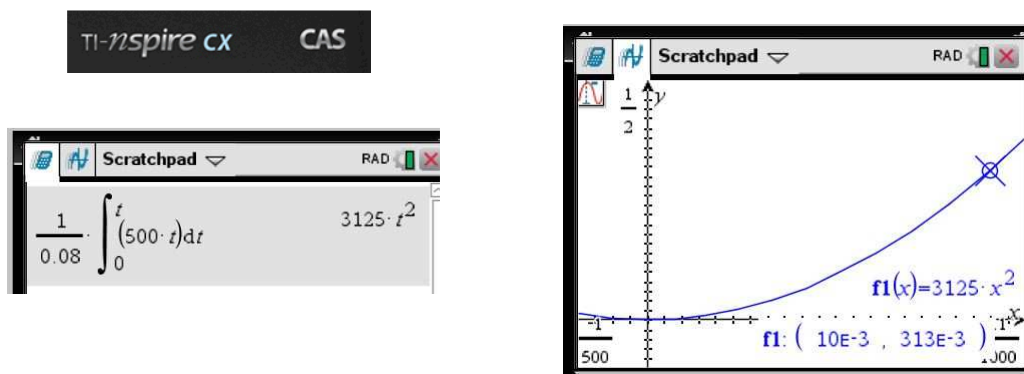 TI-nspire CX CAS
Scratchpad RAD
1/0.08 · ∫₀ᵗ (500·t)dt 3125·t²
Scratchpad RAD
1/2 y
f1(x)=3125·x²
x
-1/500
f1: ( 10E-3 , 313E-3 )